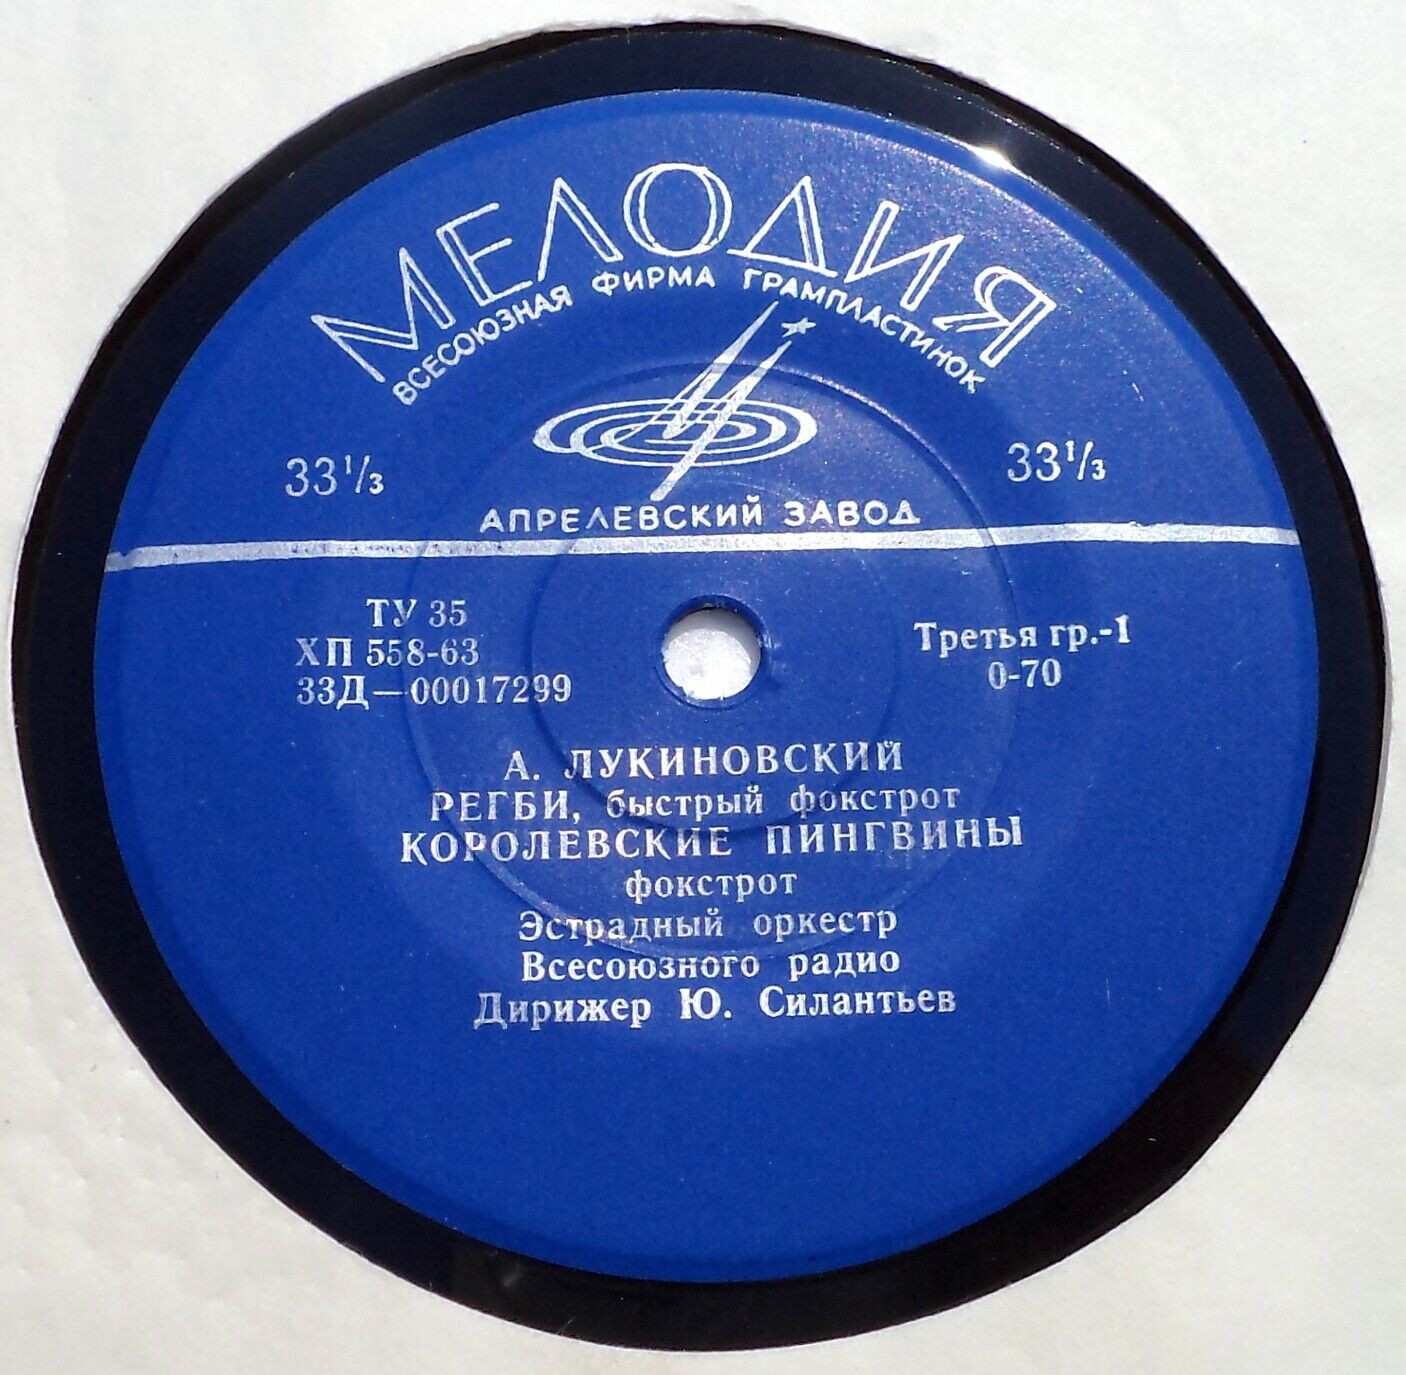 МЕЛОДИЯ
ВСЕСОЮЗНАЯ ФИРМА ГРАМПЛАСТИНОК
33⅓ 33⅓
АПРЕЛЕВСКИЙ ЗАВОД
ТУ 35
ХП 558-63
33Д—00017299
Третья гр.-1
0-70
А. ЛУКИНОВСКИЙ
РЕГБИ, быстрый фокстрот
КОРОЛЕВСКИЕ ПИНГВИНЫ
фокстрот
Эстрадный оркестр
Всесоюзного радио
Дирижер Ю. Силантьев